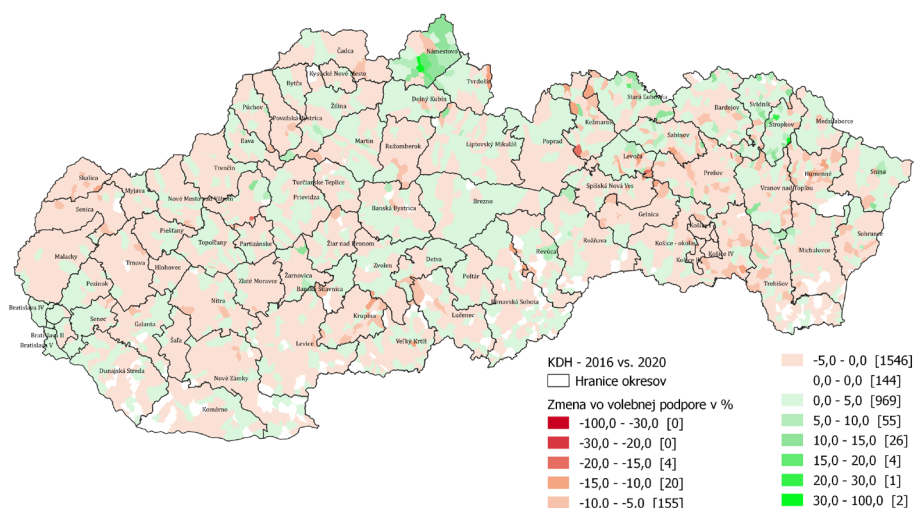 Čadca
Námestovo
Kysucké Nové Mesto
Bytča
Tvrdošín
Dolný Kubín
Stará Ľubovňa
Svidník
Púchov
Žilina
Kežmarok
Bardejov
Stropkov
Medzilaborce
Považská Bystrica
Sabinov
Ilava
Martin
Ružomberok
Liptovský Mikuláš
Poprad
Levoča
Trenčín
Prešov
Humenné
Snina
Skalica
Turčianske Teplice
Spišská Nová Ves
Vranov nad Topľou
Myjava
Nové Mesto nad Váhom
Prievidza
Banská Bystrica
Brezno
Senica
Gelnica
Piešťany
Sobrance
Topoľčany
Partizánske
Žiar nad Hronom
Revúca
Rožňava
Košice - okolie
Michalovce
Malacky
Trnava
Hlohovec
Zvolen
Detva
Košice IV
Pezinok
Zlaté Moravce
Žarnovica
Poltár
Trebišov
Banská Štiavnica
Nitra
Rimavská Sobota
Bratislava IV
Senec
Galanta
Krupina
Lučenec
Bratislava II
Šaľa
Levice
Veľký Krtíš
Bratislava V
Dunajská Streda
Nové Zámky
Komárno
KDH - 2016 vs. 2020
Hranice okresov
Zmena vo volebnej podpore v %
-100,0 - -30,0 [0]
-30,0 - -20,0 [0]
-20,0 - -15,0 [4]
-15,0 - -10,0 [20]
-10,0 - -5,0 [155]
-5,0 - 0,0 [1546]
0,0 - 0,0 [144]
0,0 - 5,0 [969]
5,0 - 10,0 [55]
10,0 - 15,0 [26]
15,0 - 20,0 [4]
20,0 - 30,0 [1]
30,0 - 100,0 [2]